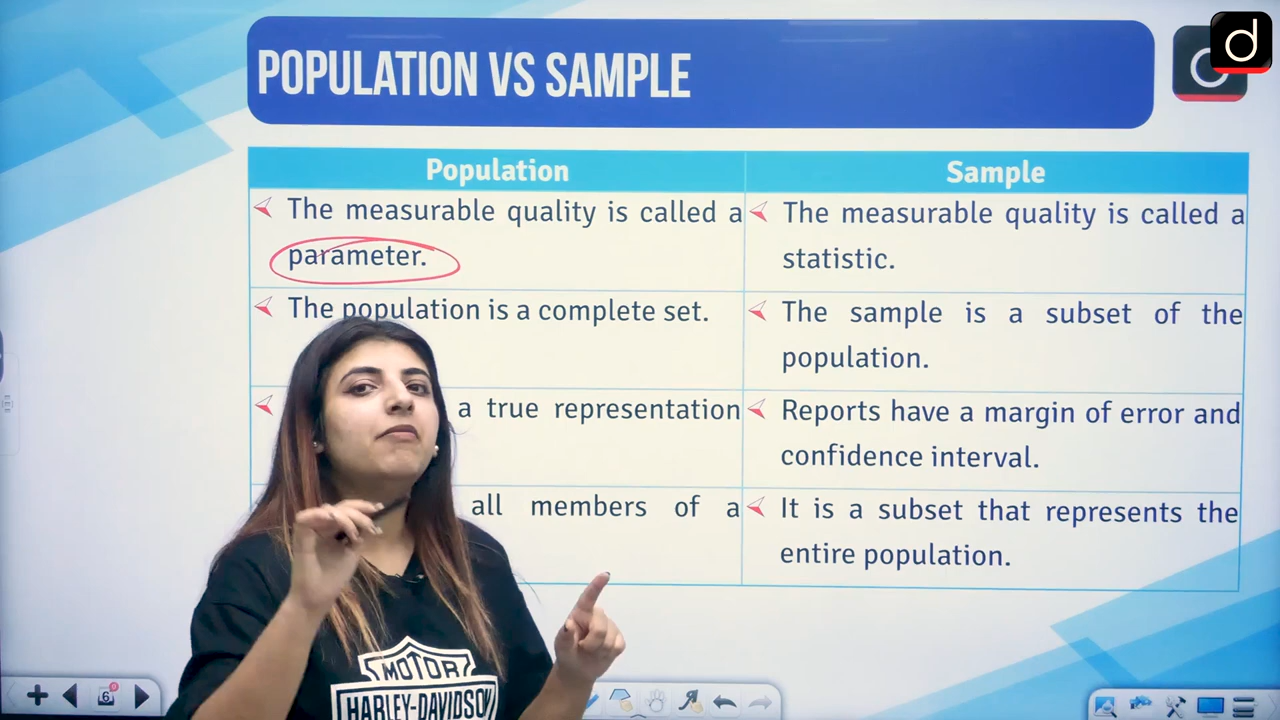 d
POPULATION VS SAMPLE
Population
Sample
The measurable quality is called a
parameter.
The measurable quality is called a
statistic.
The population is a complete set.
The sample is a subset of the
population.
a true representation
Reports have a margin of error and
confidence interval.
all members of a
It is a subset that represents the
entire population.
MOTOR
HARLEY-DAVIDSON
6